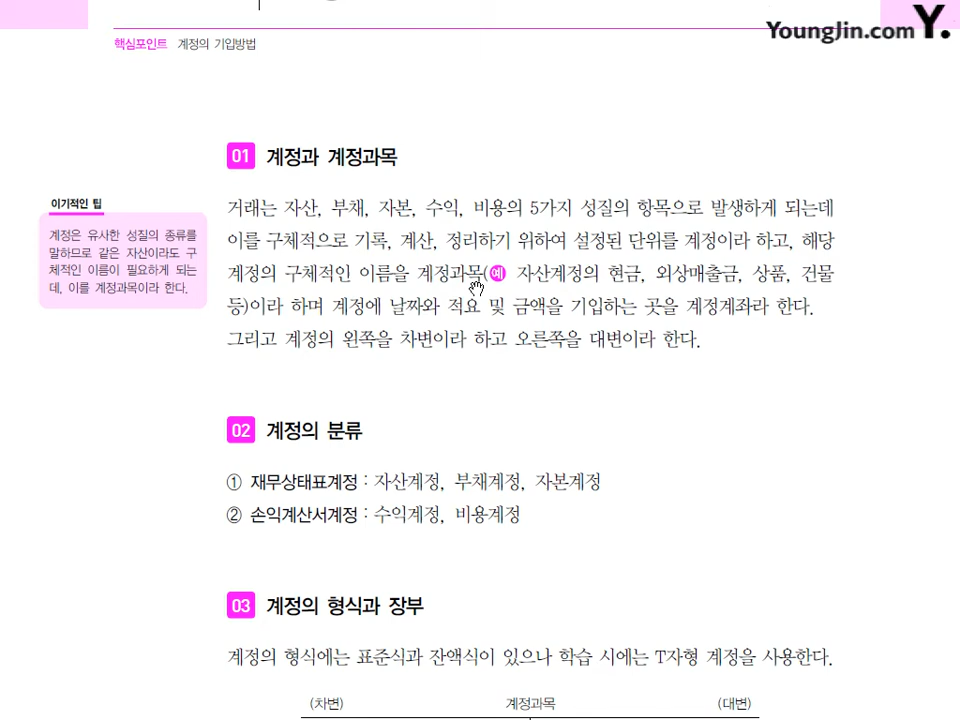 YoungJin.com Y.
핵심포인트 계정의 기입방법
01 계정과 계정과목
이기적인 팁
계정은 유사한 성질의 종류를
말하므로 같은 자산이라도 구
체적인 이름이 필요하게 되는
데, 이를 계정과목이라 한다.
거래는 자산, 부채, 자본, 수익, 비용의 5가지 성질의 항목으로 발생하게 되는데
이를 구체적으로 기록, 계산, 정리하기 위하여 설정된 단위를 계정이라 하고, 해당
계정의 구체적인 이름을 계정과목(예 자산계정의 현금, 외상매출금, 상품, 건물
등)이라 하며 계정에 날짜와 적요 및 금액을 기입하는 곳을 계정계좌라 한다.
그리고 계정의 왼쪽을 차변이라 하고 오른쪽을 대변이라 한다.
02 계정의 분류
① 재무상태표계정 : 자산계정, 부채계정, 자본계정
② 손익계산서계정 : 수익계정, 비용계정
03 계정의 형식과 장부
계정의 형식에는 표준식과 잔액식이 있으나 학습 시에는 T자형 계정을 사용한다.
(차변) 계정과목 (대변)